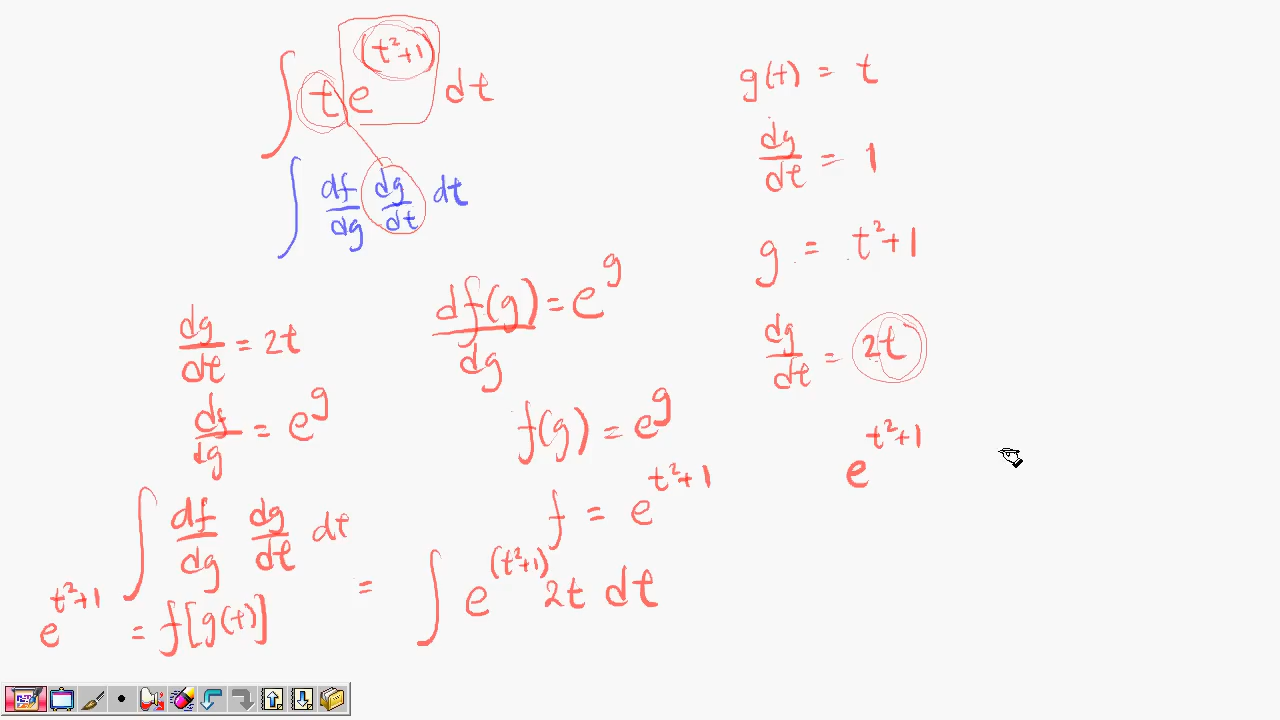 ∫ t e^(t²+1) dt
∫ df/dg dg/dt dt
g(t) = t
dg/dt = 1
g = t²+1
dg/dt = 2t
e^t²+1
dg/dt = 2t
df/dg = e^g
df(g)/dg = e^g
f(g) = e^g
f = e^t²+1
∫ df/dg dg/dt dt = ∫ e^(t²+1) 2t dt
e^t²+1 = f[g(t)]